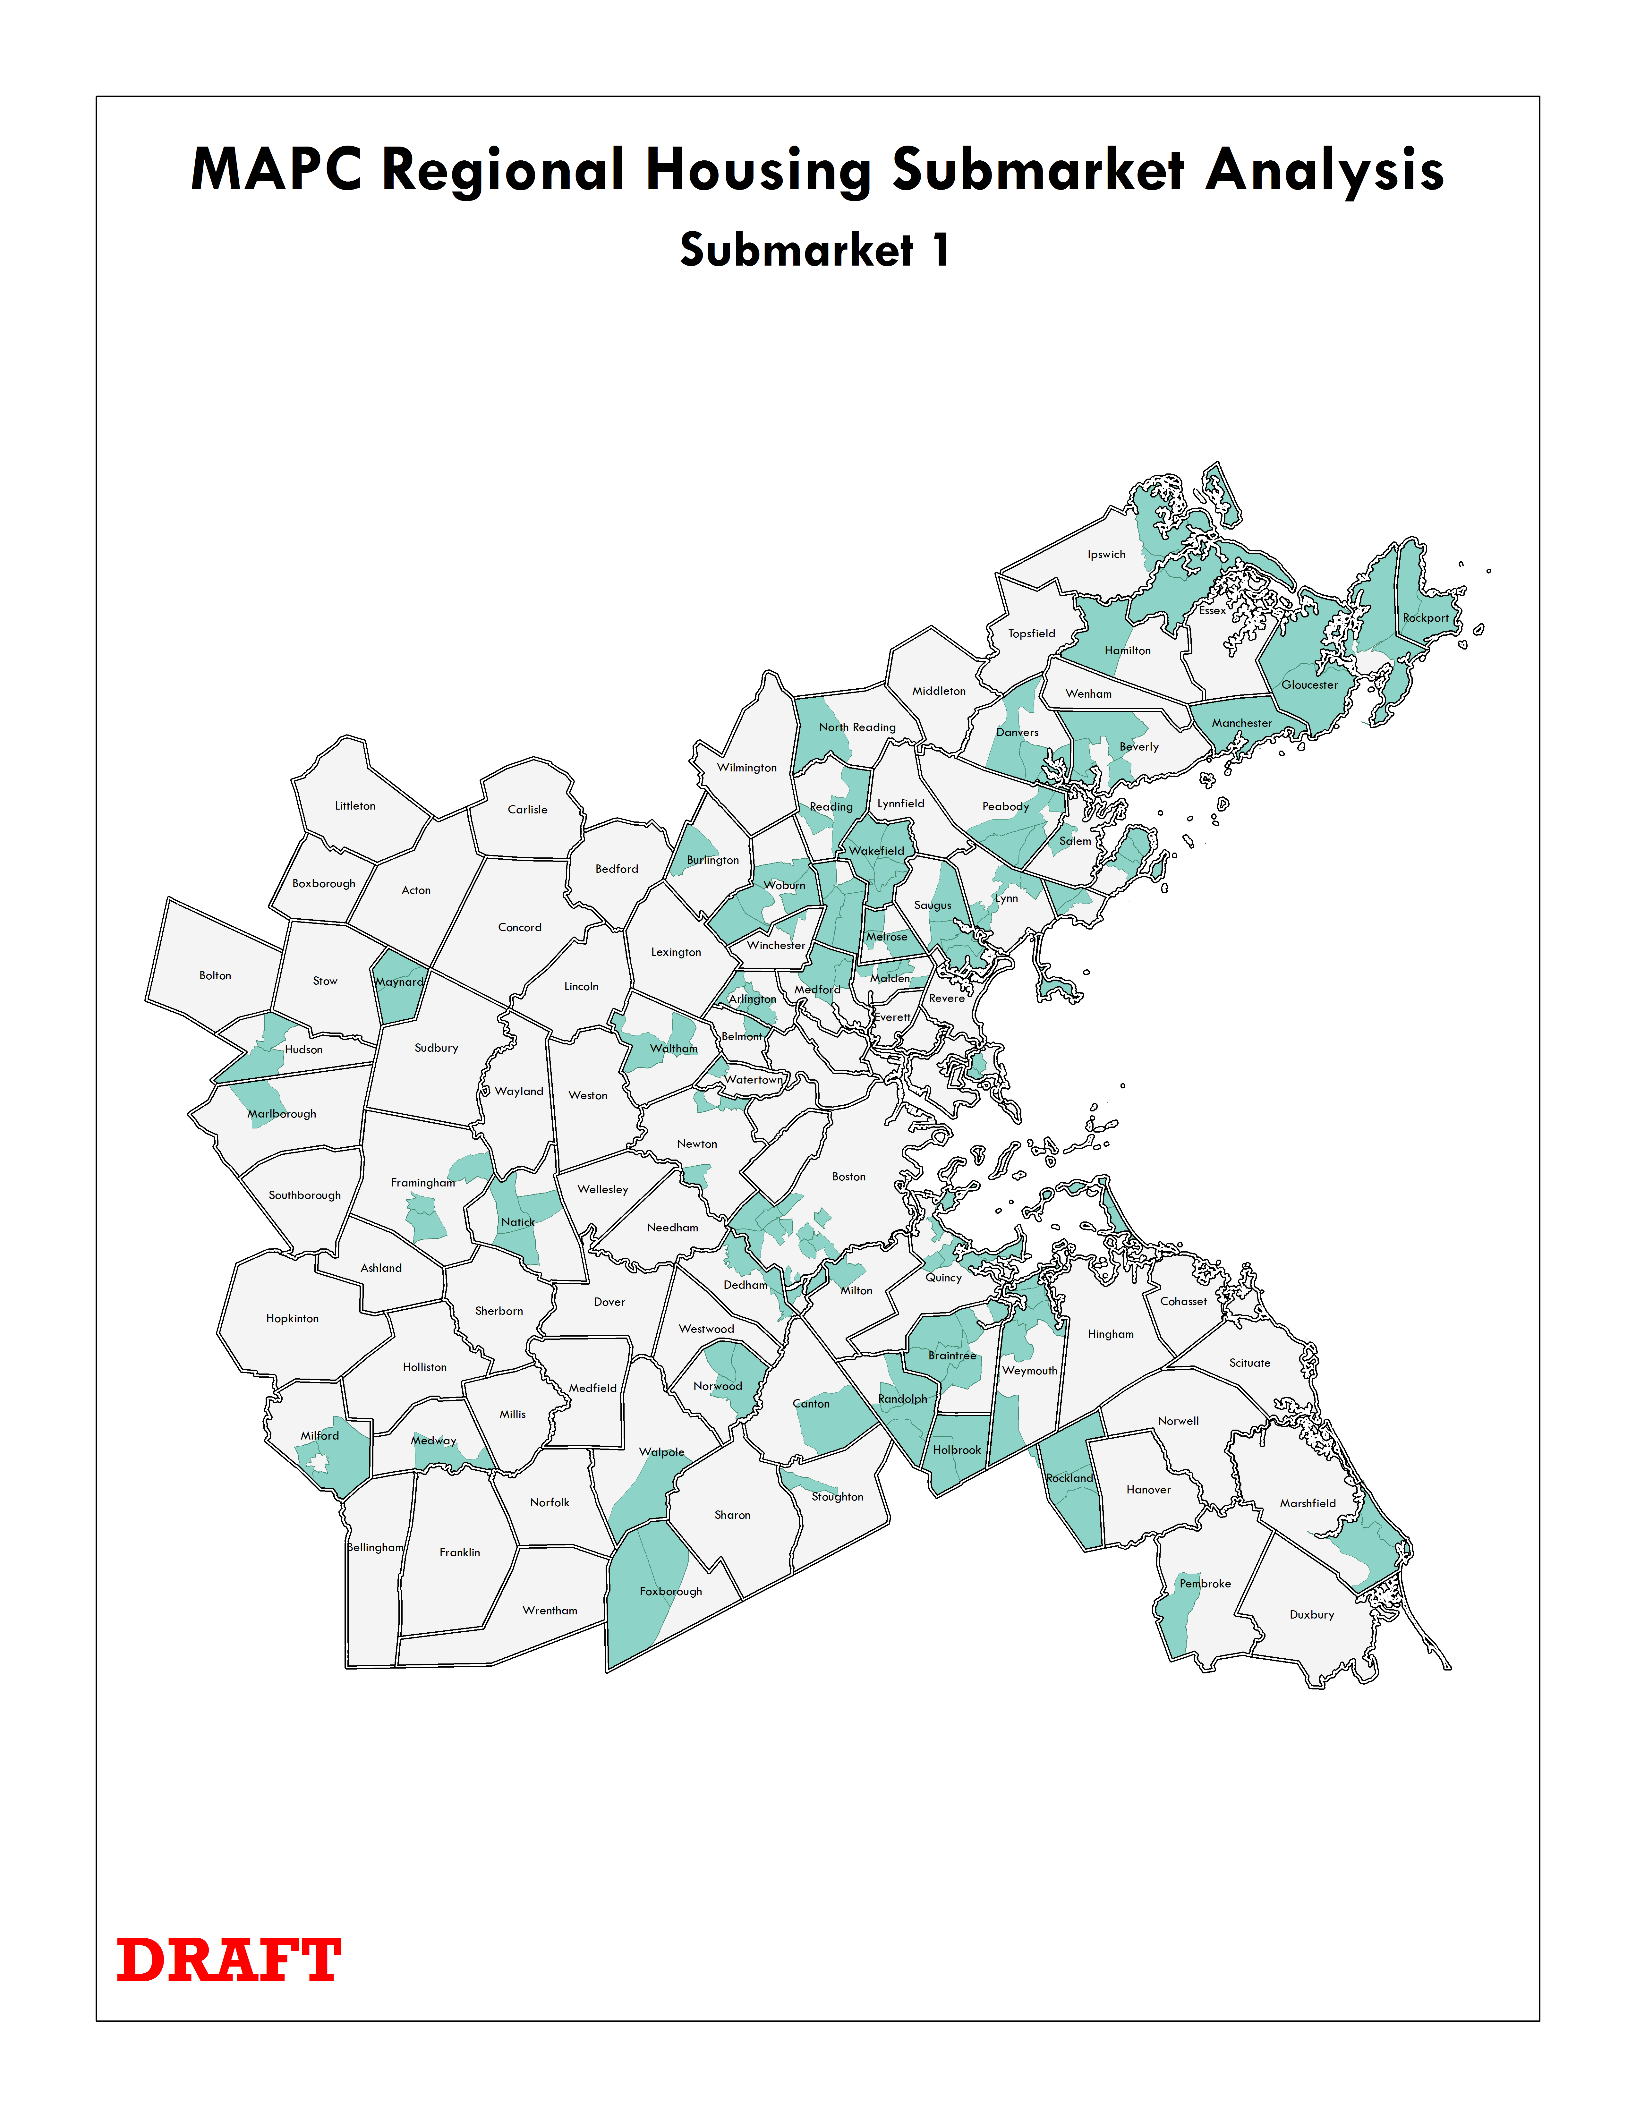 MAPC Regional Housing Submarket Analysis
Submarket 1
Ipswich
Essex
Rockport
Topsfield
Hamilton
Gloucester
Middleton
Wenham
Manchester
North Reading
Danvers
Beverly
Wilmington
Littleton
Carlisle
Reading
Lynnfield
Peabody
Salem
Wakefield
Burlington
Bedford
Boxborough
Acton
Woburn
Lynn
Saugus
Concord
Melrose
Winchester
Lexington
Bolton
Stow
Maynard
Lincoln
Malden
Medford
Arlington
Revere
Everett
Belmont
Hudson
Sudbury
Waltham
Watertown
Wayland
Weston
Marlborough
Newton
Boston
Framingham
Wellesley
Southborough
Natick
Needham
Ashland
Quincy
Dedham
Milton
Dover
Cohasset
Sherborn
Hopkinton
Westwood
Hingham
Braintree
Scituate
Holliston
Weymouth
Medfield
Norwood
Randolph
Canton
Millis
Norwell
Milford
Medway
Holbrook
Walpole
Rockland
Hanover
Stoughton
Norfolk
Marshfield
Sharon
Bellingham
Franklin
Pembroke
Foxborough
Wrentham
Duxbury
DRAFT